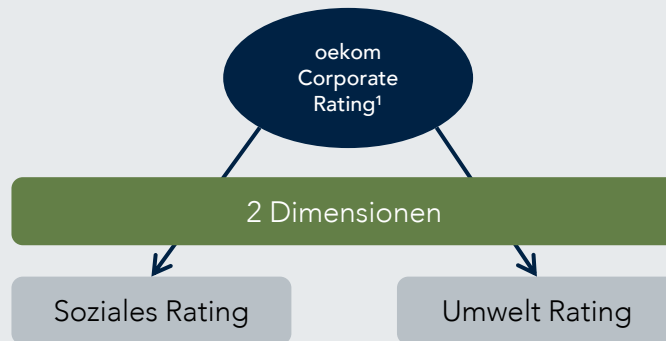 oekom
Corporate
Rating¹
2 Dimensionen
Soziales Rating
Umwelt Rating